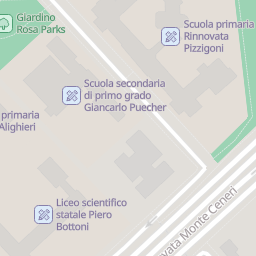 Giardino
Rosa Parks
Scuola primaria
Rinnovata
Pizzigoni
Scuola secondaria
di primo grado
Giancarlo Puecher
primaria
Alighieri
Liceo scientifico
statale Piero
Bottoni
vata Monte Ceneri